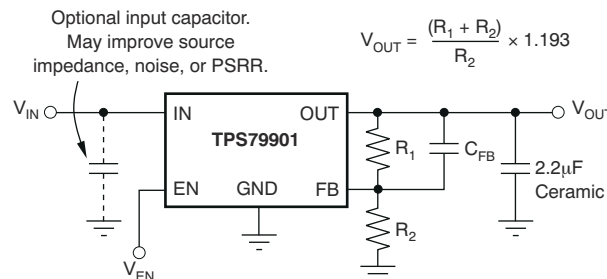 Optional input capacitor.
May improve source
impedance, noise, or PSRR.
V_OUT = (R_1 + R_2) / R_2 × 1.193
V_IN
IN
OUT
V_OUT
TPS79901
R_1
C_FB
2.2μF
Ceramic
EN
GND
FB
R_2
V_EN